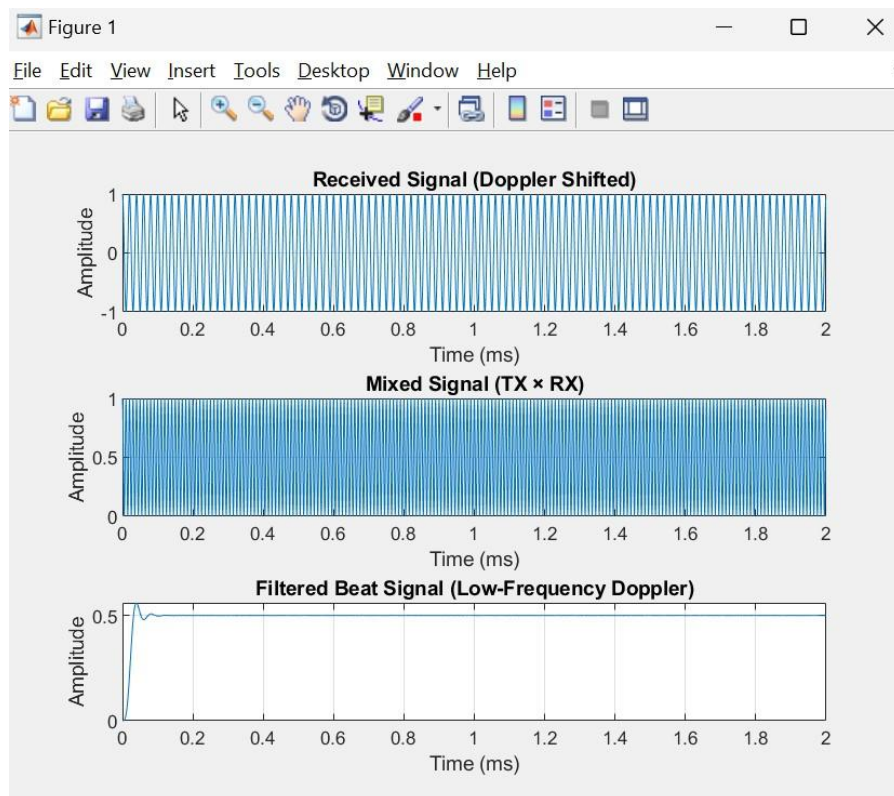 Figure 1
File Edit View Insert Tools Desktop Window Help
Received Signal (Doppler Shifted)
1
0
-1
Amplitude
0 0.2 0.4 0.6 0.8 1 1.2 1.4 1.6 1.8 2
Time (ms)
Mixed Signal (TX × RX)
1
0.5
0
Amplitude
0 0.2 0.4 0.6 0.8 1 1.2 1.4 1.6 1.8 2
Time (ms)
Filtered Beat Signal (Low-Frequency Doppler)
0.5
0
Amplitude
0 0.2 0.4 0.6 0.8 1 1.2 1.4 1.6 1.8 2
Time (ms)